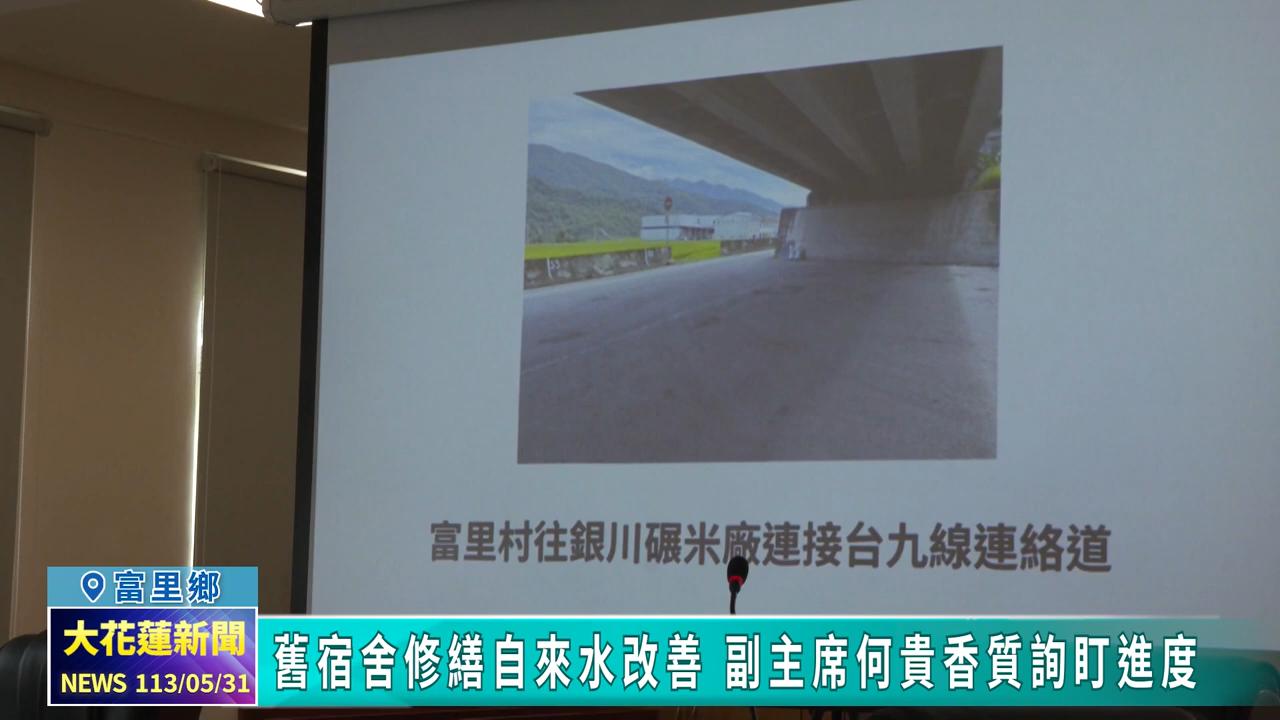 富里村往銀川碾米廠連接台九線連絡道
富里鄉
大花蓮新聞
NEWS 113/05/31
舊宿舍修繕自來水改善 副主席何貴香質詢盯進度